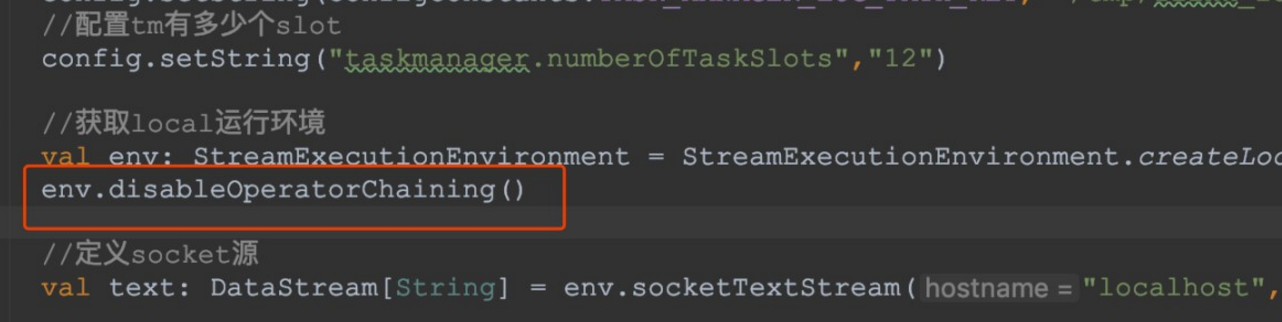 //配置tm有多少个slot
config.setString("taskmanager.numberOfTaskSlots","12")
//获取local运行环境
val env: StreamExecutionEnvironment = StreamExecutionEnvironment.createLoc
env.disableOperatorChaining()
//定义socket源
val text: DataStream[String] = env.socketTextStream( hostname = "localhost",